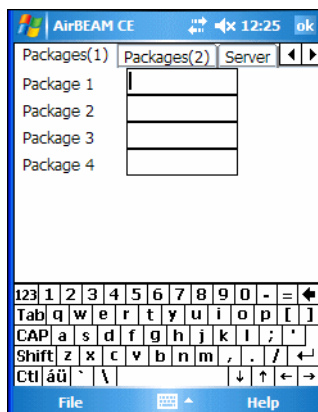 AirBEAM CE 12:25 ok
Packages(1) Packages(2) Server
Package 1
Package 2
Package 3
Package 4
123 1 2 3 4 5 6 7 8 9 0 - =
Tab q w e r t y u i o p [ ]
CAP a s d f g h j k l ; '
Shift z x c v b n m , . /
Ctl áü ` \
File Help